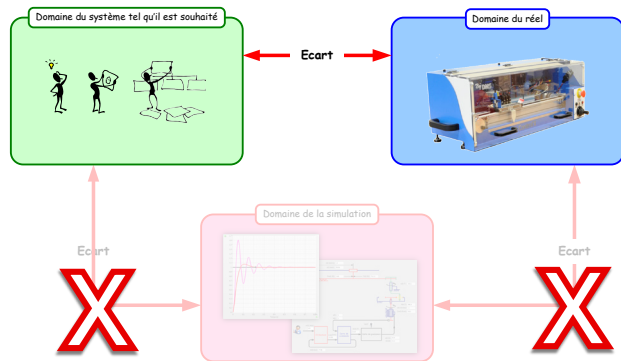 Domaine du système tel qu'il est souhaité
Domaine du réel
Ecart
Domaine de la simulation
Ecart
Ecart
X
X